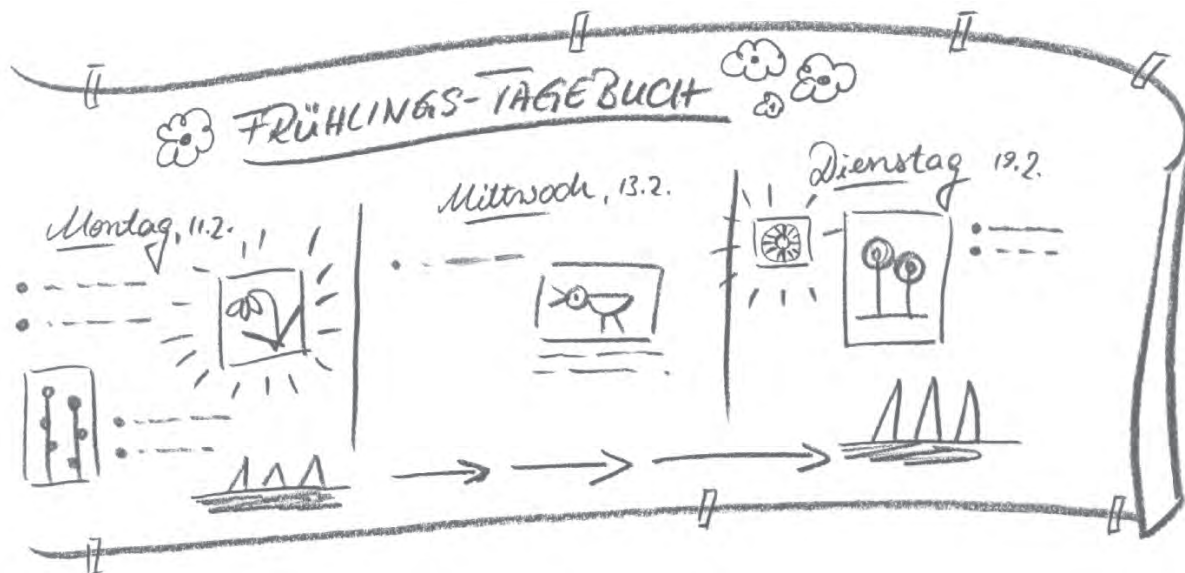 FRÜHLINGS-TAGEBUCH
Montag, 11.2.
Mittwoch, 13.2.
Dienstag 19.2.